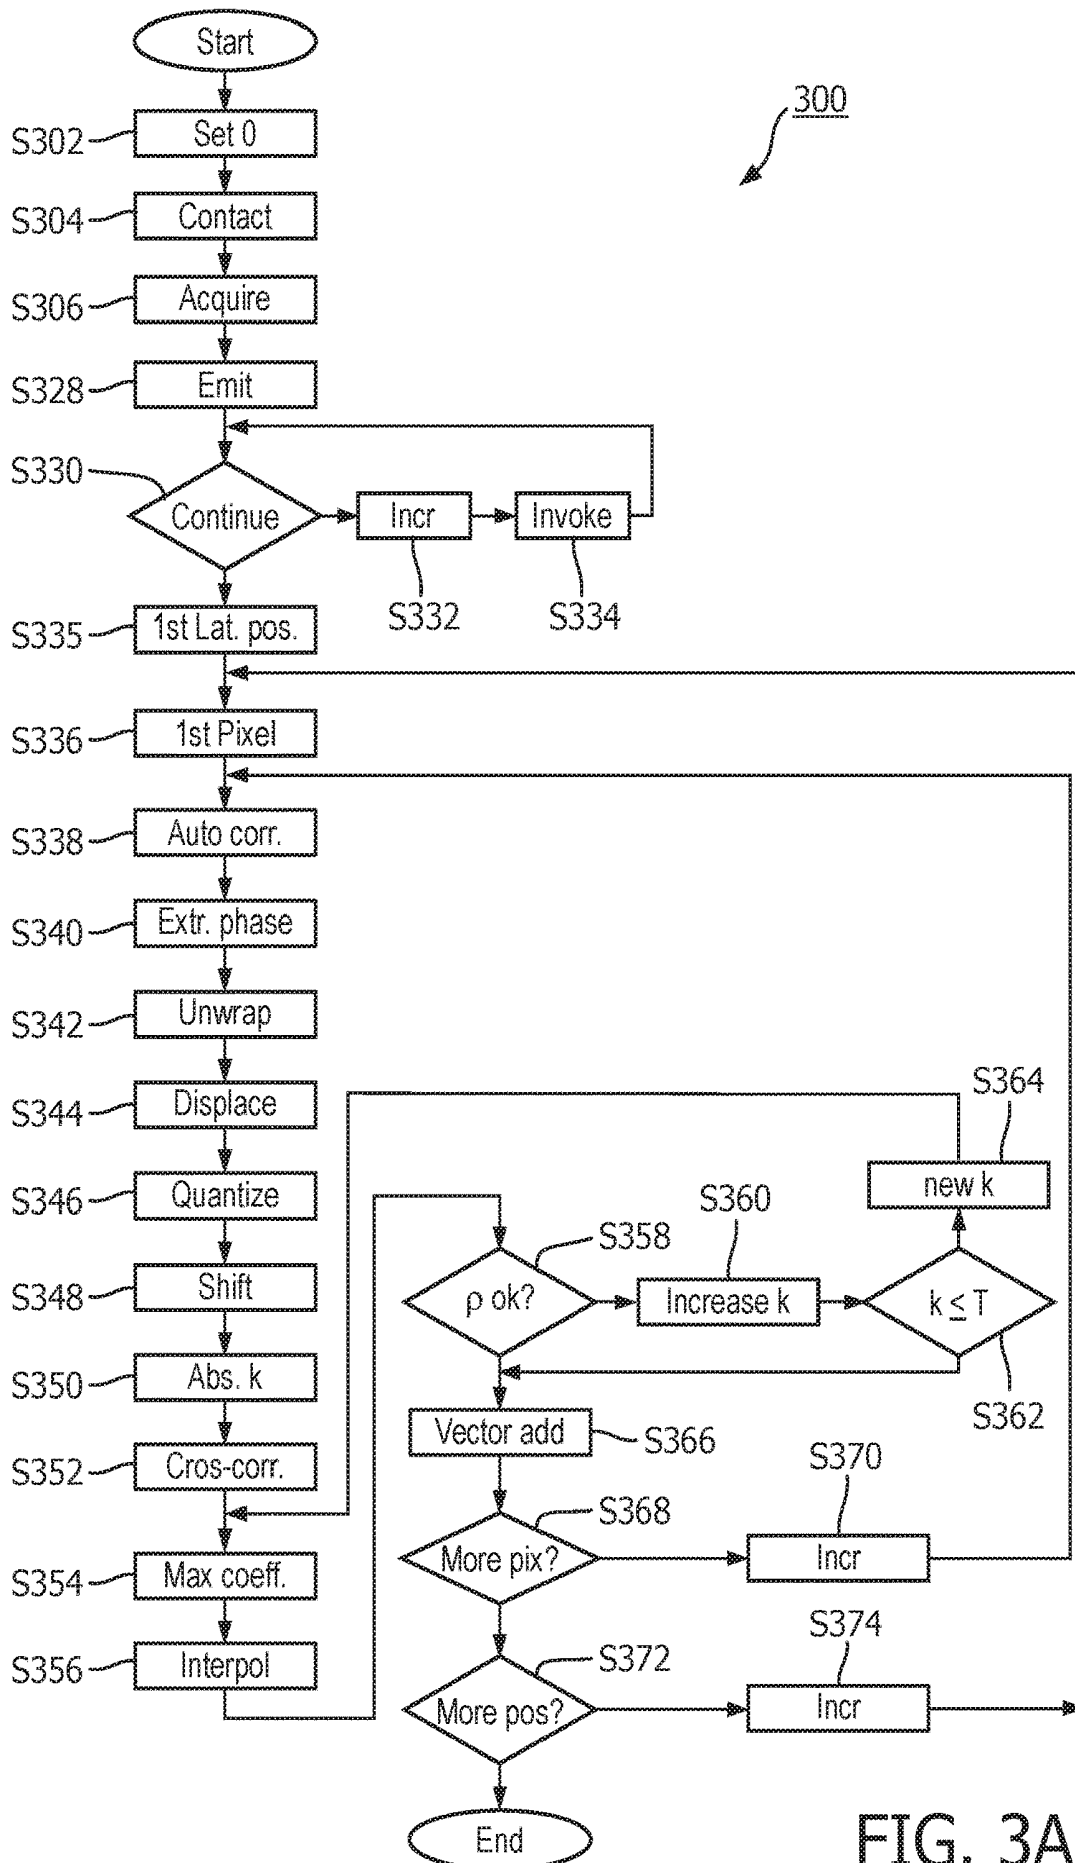 Start
300
S302
Set 0
S304
Contact
S306
Acquire
S328
Emit
S330
Continue
Incr
Invoke
S332
S334
S335
1st Lat. pos.
S336
1st Pixel
S338
Auto corr.
S340
Extr. phase
S342
Unwrap
S344
Displace
S346
Quantize
S348
Shift
S350
Abs. k
S352
Cros-corr.
S354
Max coeff.
S356
Interpol
S364
new k
S360
S358
ρ ok?
Increase k
k ≤ T
S362
Vector add
S366
S370
S368
More pix?
Incr
S374
S372
More pos?
Incr
End
FIG. 3A